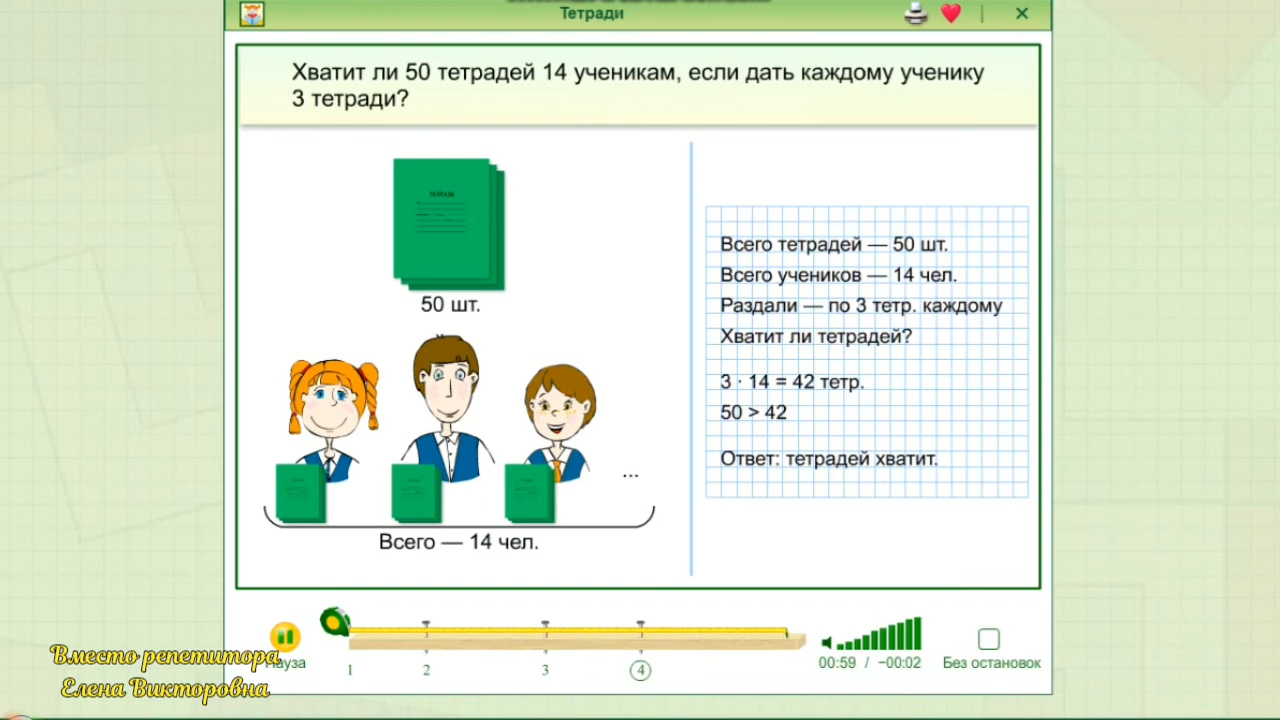 Тетради
Хватит ли 50 тетрадей 14 ученикам, если дать каждому ученику
3 тетради?
ТЕТРАДЬ
50 шт.
...
Всего — 14 чел.
Всего тетрадей — 50 шт.
Всего учеников — 14 чел.
Раздали — по 3 тетр. каждому
Хватит ли тетрадей?
3 · 14 = 42 тетр.
50 > 42
Ответ: тетрадей хватит.
1 2 3 4
00:59 / −00:02
Без остановок
Вместо репетитора
Елена Викторовна